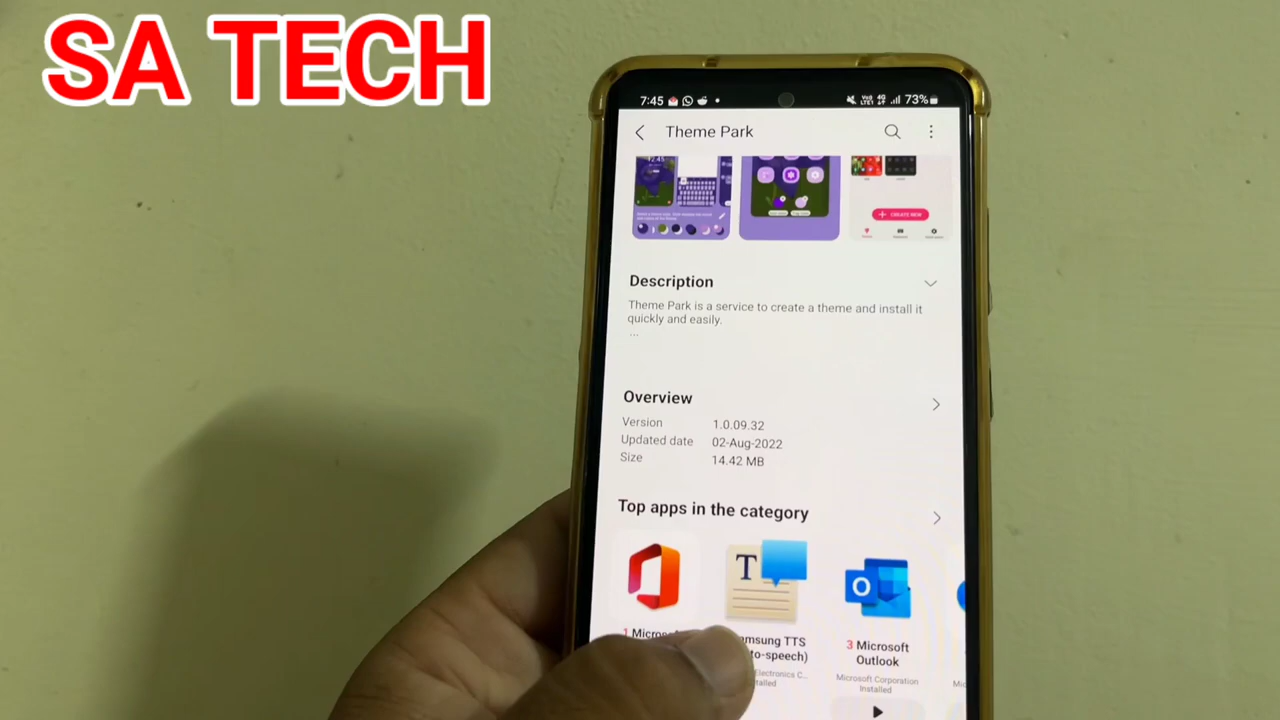 SA TECH
7:45
73%
Theme Park
CREATE NEW
Description
Theme Park is a service to create a theme and install it
quickly and easily.
...
Overview
Version 1.0.09.32
Updated date 02-Aug-2022
Size 14.42 MB
Top apps in the category
1
TTS
to-speech)
Electronica C...
3 Microsoft
Outlook
Microsoft Corporation
Installed